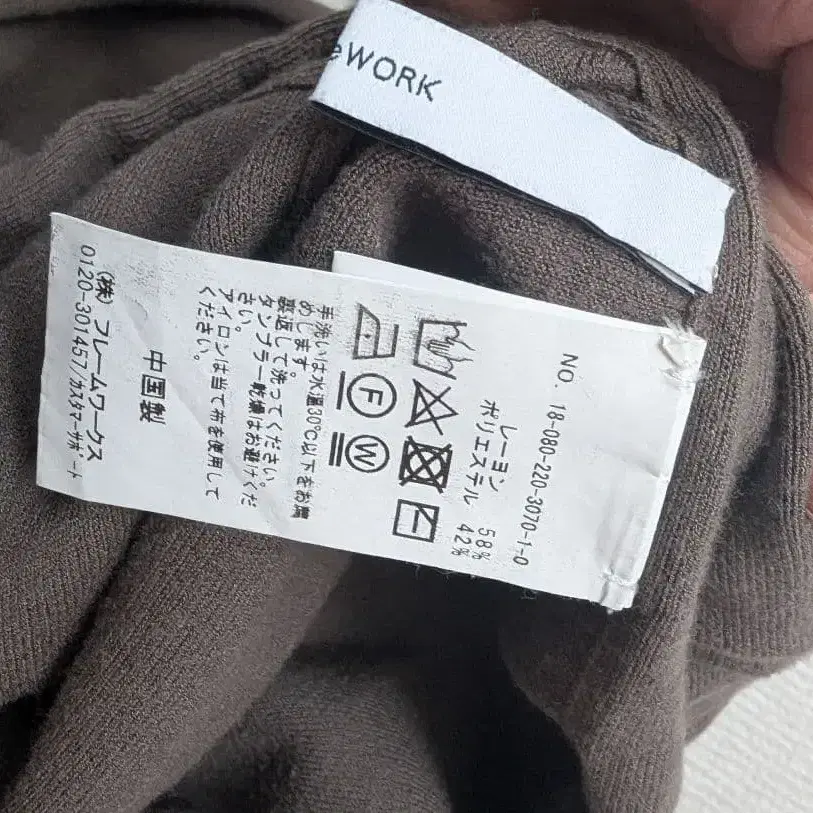 eWORK
NO. 18-080-220-3070-1-0
レーヨン 58%
ポリエステル 42%
F
W
手洗いは水温30℃以下をお薦
めします。
裏返して洗ってください。
タンブラー乾燥はお避けくだ
さい。
アイロンは当て布を使用して
ください。
中国製
(株)フレームワークス
0120-301457/カスタマーサポート